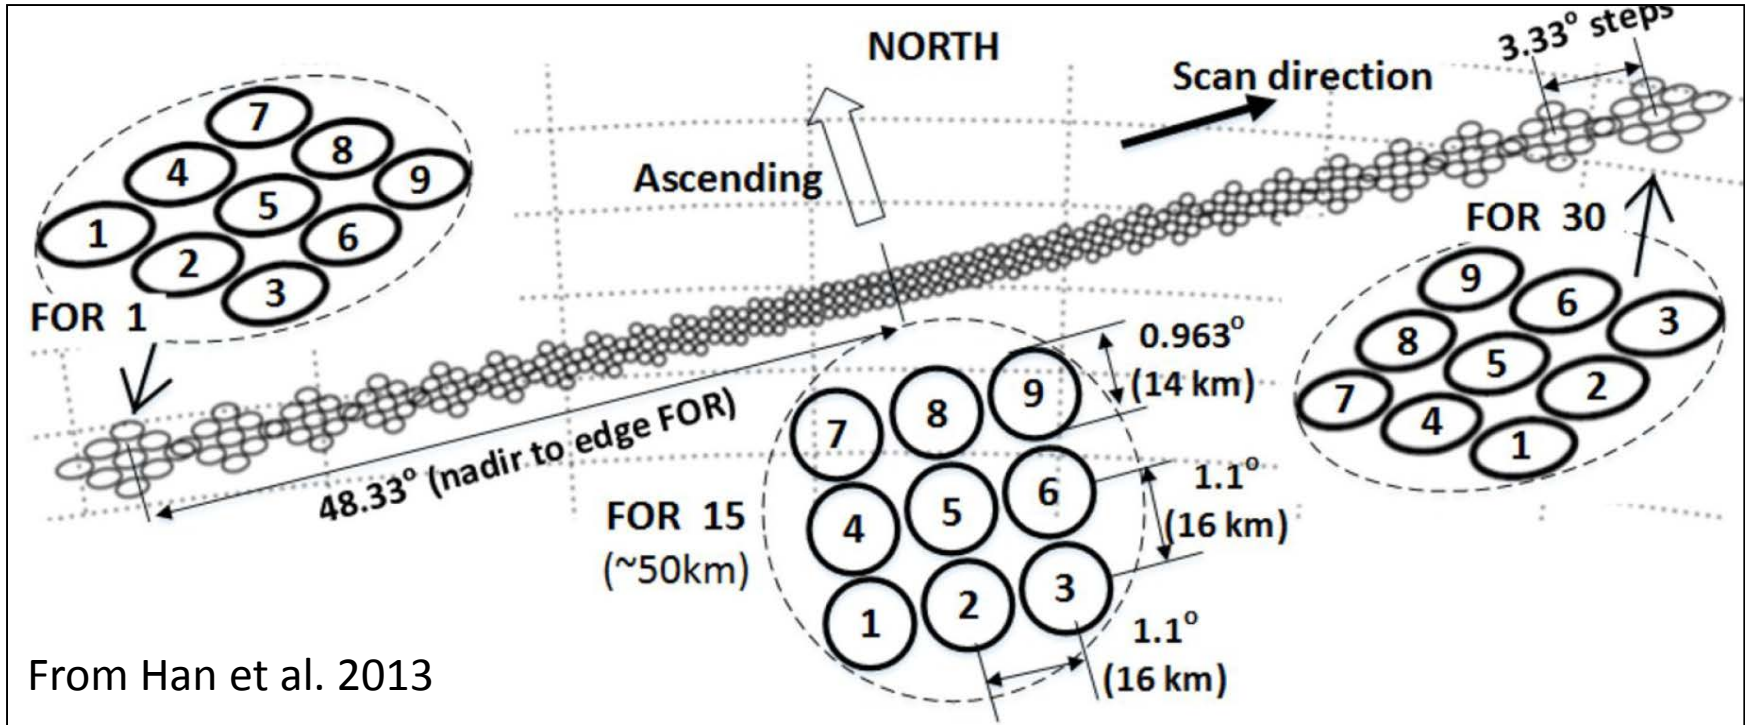 NORTH
3.33° steps
Scan direction
Ascending
7
8
4
9
5
1
6
2
3
FOR 1
FOR 30
9
6
3
8
5
2
7
4
1
48.33° (nadir to edge FOR)
0.963°
(14 km)
9
8
7
6
5
4
3
2
1
1.1°
(16 km)
FOR 15
(~50km)
1.1°
(16 km)
From Han et al. 2013